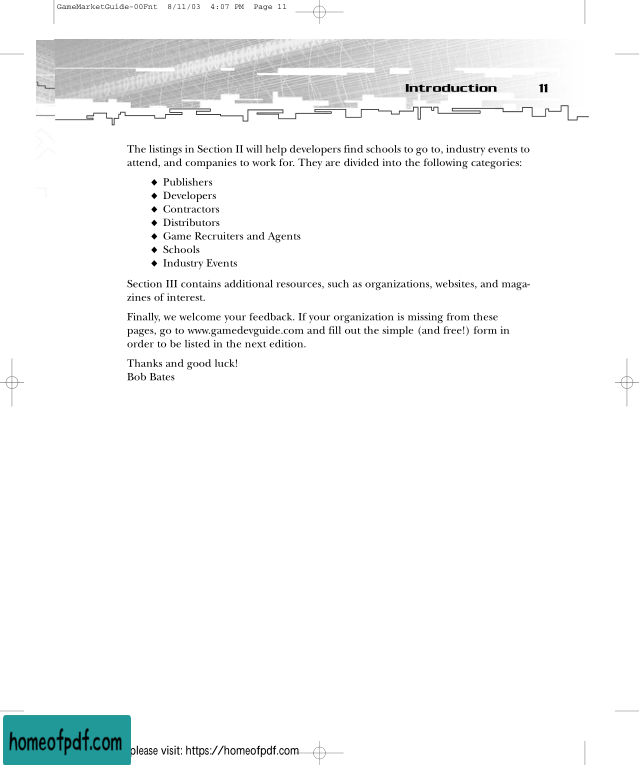 GameMarketGuide-00Fnt 8/11/03 4:07 PM Page 11
Introduction 11
The listings in Section II will help developers find schools to go to, industry events to
attend, and companies to work for. They are divided into the following categories:
◆ Publishers
◆ Developers
◆ Contractors
◆ Distributors
◆ Game Recruiters and Agents
◆ Schools
◆ Industry Events
Section III contains additional resources, such as organizations, websites, and maga-
zines of interest.
Finally, we welcome your feedback. If your organization is missing from these
pages, go to www.gamedevguide.com and fill out the simple (and free!) form in
order to be listed in the next edition.
Thanks and good luck!
Bob Bates
homeofpdf.com
please visit: https://homeofpdf.com